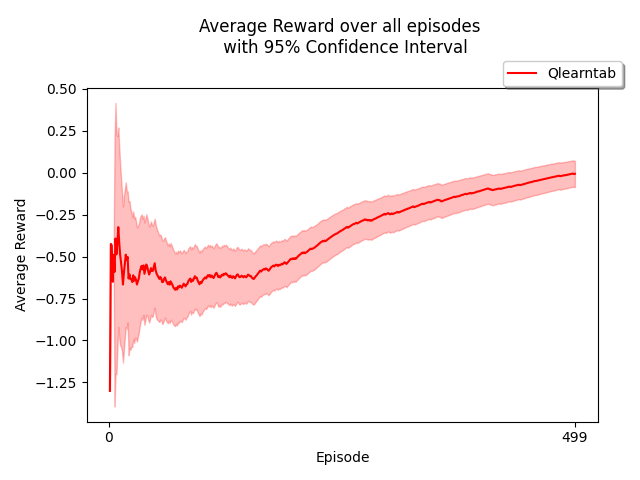 Average Reward over all episodes
with 95% Confidence Interval
Qlearntab
0.50
0.25
0.00
−0.25
−0.50
−0.75
−1.00
−1.25
Average Reward
0 499
Episode